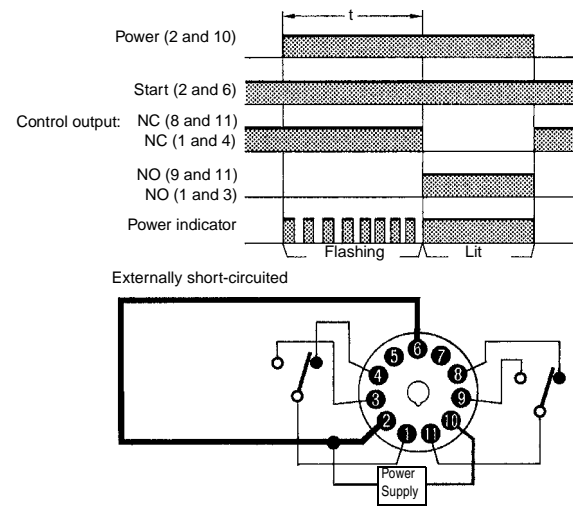 t
Power (2 and 10)
Start (2 and 6)
Control output: NC (8 and 11)
NC (1 and 4)
NO (9 and 11)
NO (1 and 3)
Power indicator
Flashing Lit
Externally short-circuited
6
5 7
4 8
3 9
2 10
1 11
Power
Supply